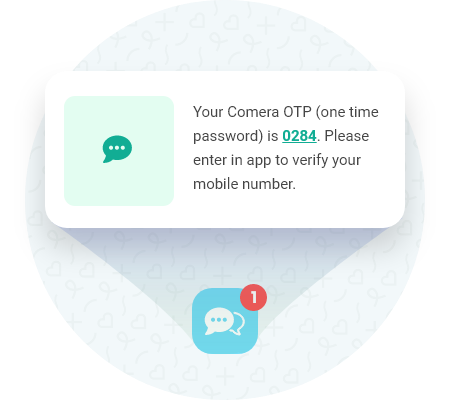 Your Comera OTP (one time
password) is 0284. Please
enter in app to verify your
mobile number.
1